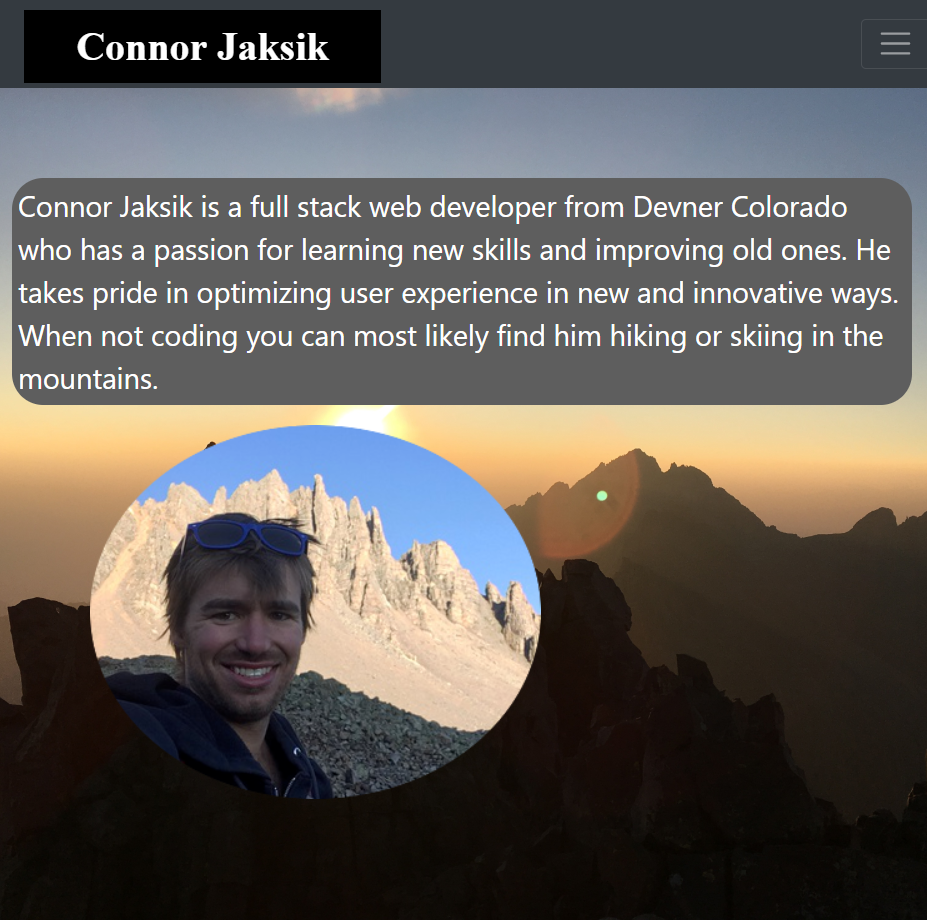 Connor Jaksik
Connor Jaksik is a full stack web developer from Devner Colorado
who has a passion for learning new skills and improving old ones. He
takes pride in optimizing user experience in new and innovative ways.
When not coding you can most likely find him hiking or skiing in the
mountains.